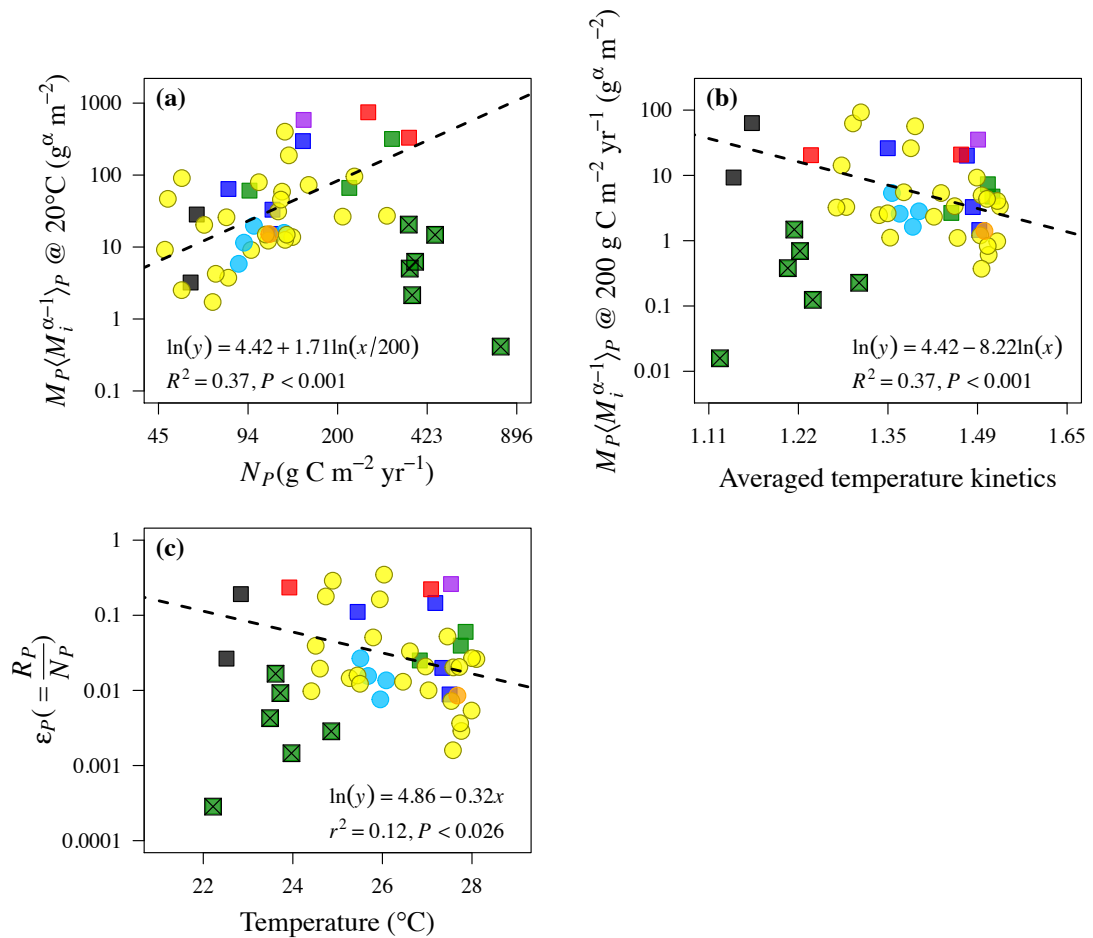 (a)
M_P⟨M_i^{α−1}⟩_P @ 20°C (g^α m^{−2})
1000
100
10
1
0.1
ln(y) = 4.42 + 1.71ln(x/200)
R² = 0.37, P < 0.001
45 94 200 423 896
N_P(g C m^{−2} yr^{−1})
(b)
M_P⟨M_i^{α−1}⟩_P @ 200 g C m^{−2} yr^{−1} (g^α m^{−2})
100
10
1
0.1
0.01
ln(y) = 4.42 − 8.22ln(x)
R² = 0.37, P < 0.001
1.11 1.22 1.35 1.49 1.65
Averaged temperature kinetics
(c)
ε_P(= R_P/N_P)
1
0.1
0.01
0.001
0.0001
ln(y) = 4.86 − 0.32x
r² = 0.12, P < 0.026
22 24 26 28
Temperature (°C)